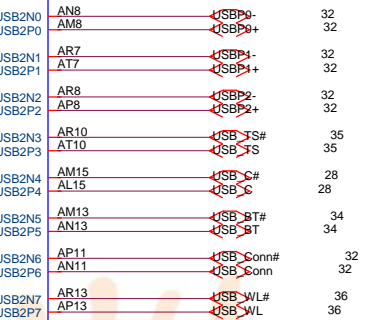 USB2N0 AN8 USBP0- 32
USB2P0 AM8 USBP0+ 32
USB2N1 AR7 USBP1- 32
USB2P1 AT7 USBP1+ 32
USB2N2 AR8 USBP2- 32
USB2P2 AP8 USBP2+ 32
USB2N3 AR10 USB_TS# 35
USB2P3 AT10 USB_TS 35
USB2N4 AM15 USB_C# 28
USB2P4 AL15 USB_C 28
USB2N5 AM13 USB_BT# 34
USB2P5 AN13 USB_BT 34
USB2N6 AP11 USB_Conn# 32
USB2P6 AN11 USB_Conn 32
USB2N7 AR13 USB_WL# 36
USB2P7 AP13 USB_WL 36